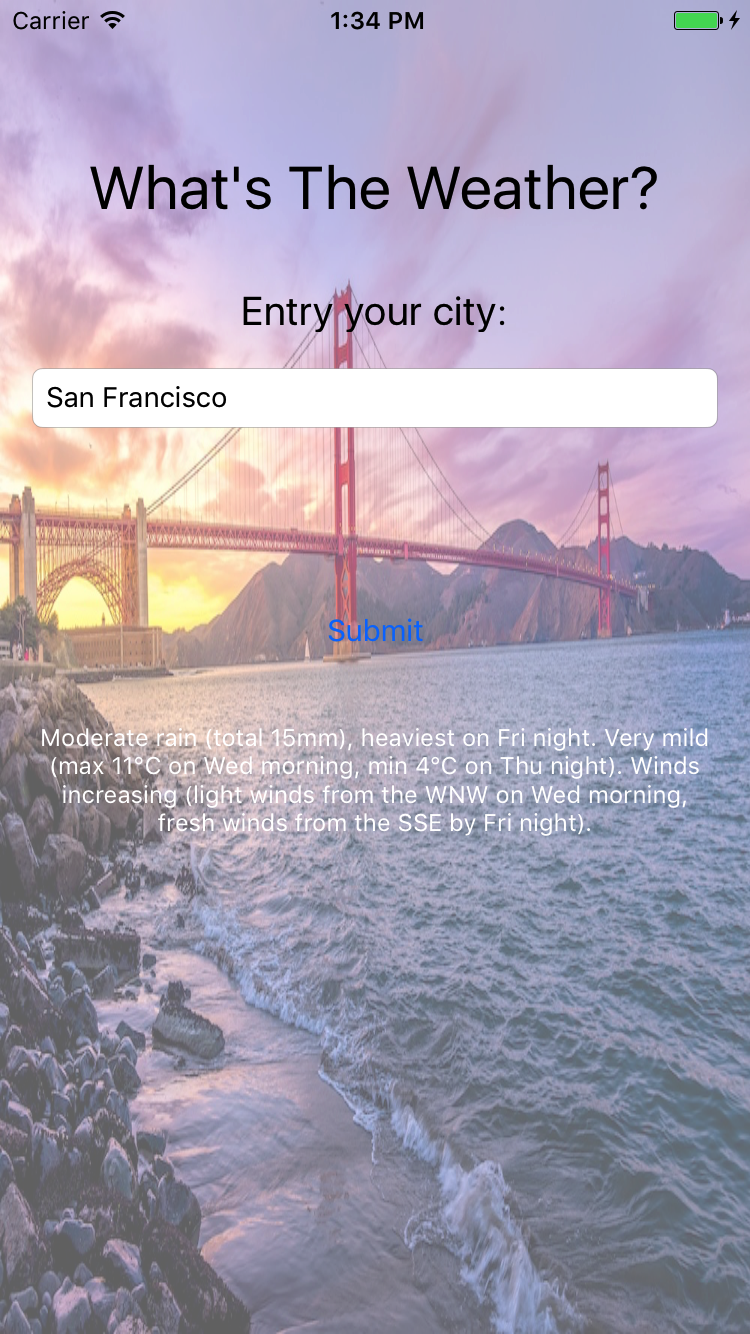 Carrier 1:34 PM
What's The Weather?
Entry your city:
San Francisco
Submit
Moderate rain (total 15mm), heaviest on Fri night. Very mild
(max 11°C on Wed morning, min 4°C on Thu night). Winds
increasing (light winds from the WNW on Wed morning,
fresh winds from the SSE by Fri night).